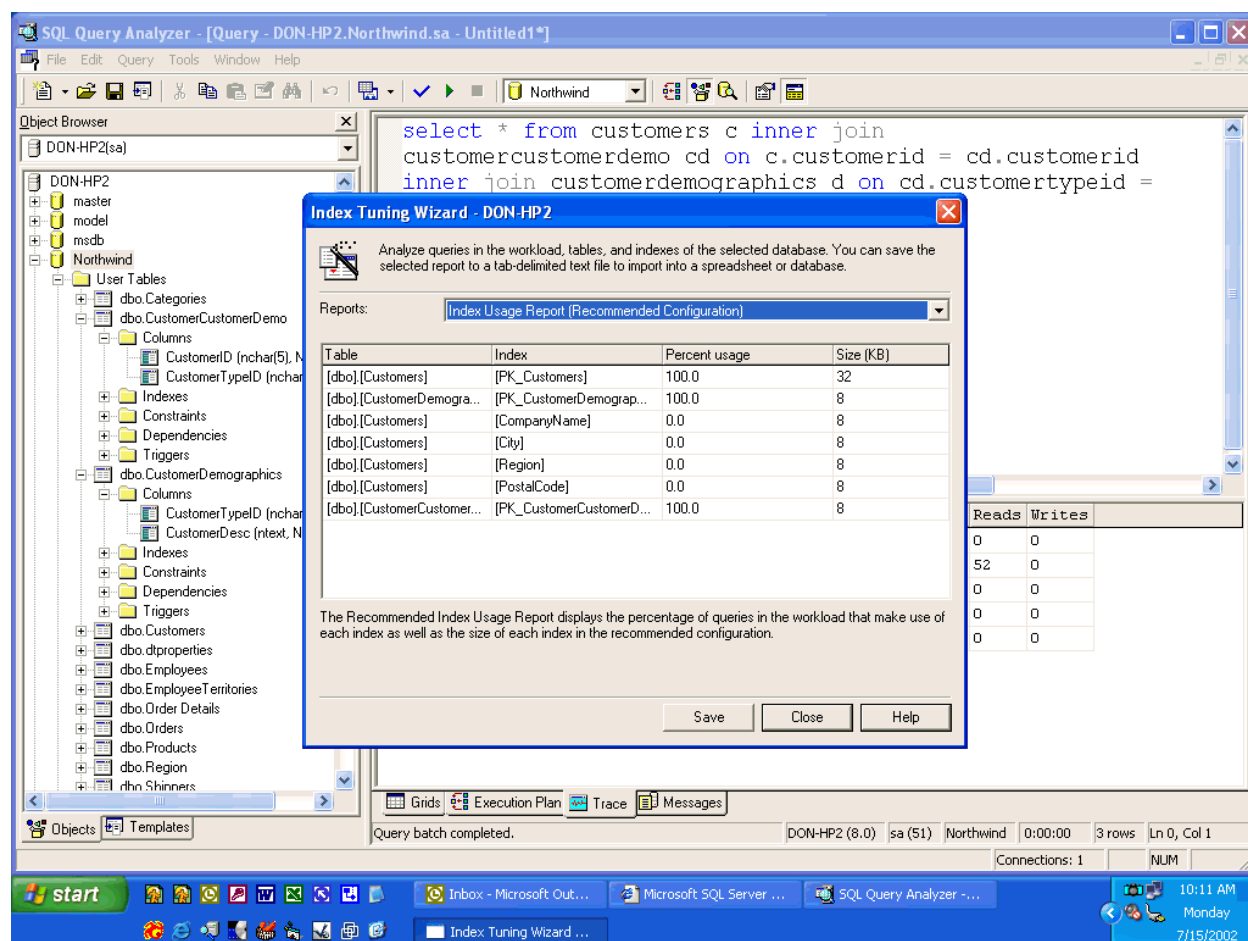 SQL Query Analyzer - [Query - DON-HP2.Northwind.sa - Untitled1*]
File Edit Query Tools Window Help
Northwind
Object Browser
DON-HP2(sa)
DON-HP2
master
model
msdb
Northwind
User Tables
dbo.Categories
dbo.CustomerCustomerDemo
Columns
CustomerID (nchar(5), N
CustomerTypeID (nchar
Indexes
Constraints
Dependencies
Triggers
dbo.CustomerDemographics
Columns
CustomerTypeID (nchar
CustomerDesc (ntext, N
Indexes
Constraints
Dependencies
Triggers
dbo.Customers
dbo.dtproperties
dbo.Employees
dbo.EmployeeTerritories
dbo.Order Details
dbo.Orders
dbo.Products
dbo.Region
dbo.Shippers
Objects Templates
select * from customers c inner join
customercustomerdemo cd on c.customerid = cd.customerid
inner join customerdemographics d on cd.customertypeid =
Index Tuning Wizard - DON-HP2
Analyze queries in the workload, tables, and indexes of the selected database. You can save the
selected report to a tab-delimited text file to import into a spreadsheet or database.
Reports: Index Usage Report (Recommended Configuration)
Table Index Percent usage Size (KB)
[dbo].[Customers] [PK_Customers] 100.0 32
[dbo].[CustomerDemogra... [PK_CustomerDemograp... 100.0 8
[dbo].[Customers] [CompanyName] 0.0 8
[dbo].[Customers] [City] 0.0 8
[dbo].[Customers] [Region] 0.0 8
[dbo].[Customers] [PostalCode] 0.0 8
[dbo].[CustomerCustomer... [PK_CustomerCustomerD... 100.0 8
The Recommended Index Usage Report displays the percentage of queries in the workload that make use of
each index as well as the size of each index in the recommended configuration.
Save Close Help
Reads Writes
0 0
52 0
0 0
0 0
0 0
Grids Execution Plan Trace Messages
Query batch completed. DON-HP2 (8.0) sa (51) Northwind 0:00:00 3 rows Ln 0, Col 1
Connections: 1 NUM
start Inbox - Microsoft Out... Microsoft SQL Server ... SQL Query Analyzer -... 10:11 AM
Monday
Index Tuning Wizard ... 7/15/2002